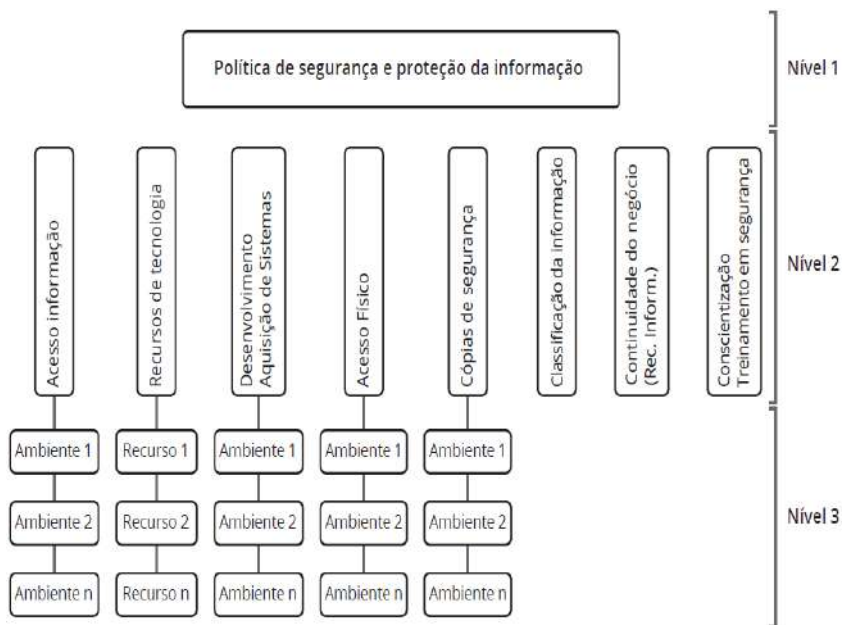 Política de segurança e proteção da informação
Nível 1
Acesso informação
Recursos de tecnologia
Desenvolvimento
Aquisição de Sistemas
Acesso Físico
Cópias de segurança
Classificação da informação
Continuidade do negócio
(Rec. Inform.)
Conscientização
Treinamento em segurança
Nível 2
Ambiente 1
Recurso 1
Ambiente 1
Ambiente 1
Ambiente 1
Ambiente 2
Recurso 2
Ambiente 2
Ambiente 2
Ambiente 2
Nível 3
Ambiente n
Recurso n
Ambiente n
Ambiente n
Ambiente n